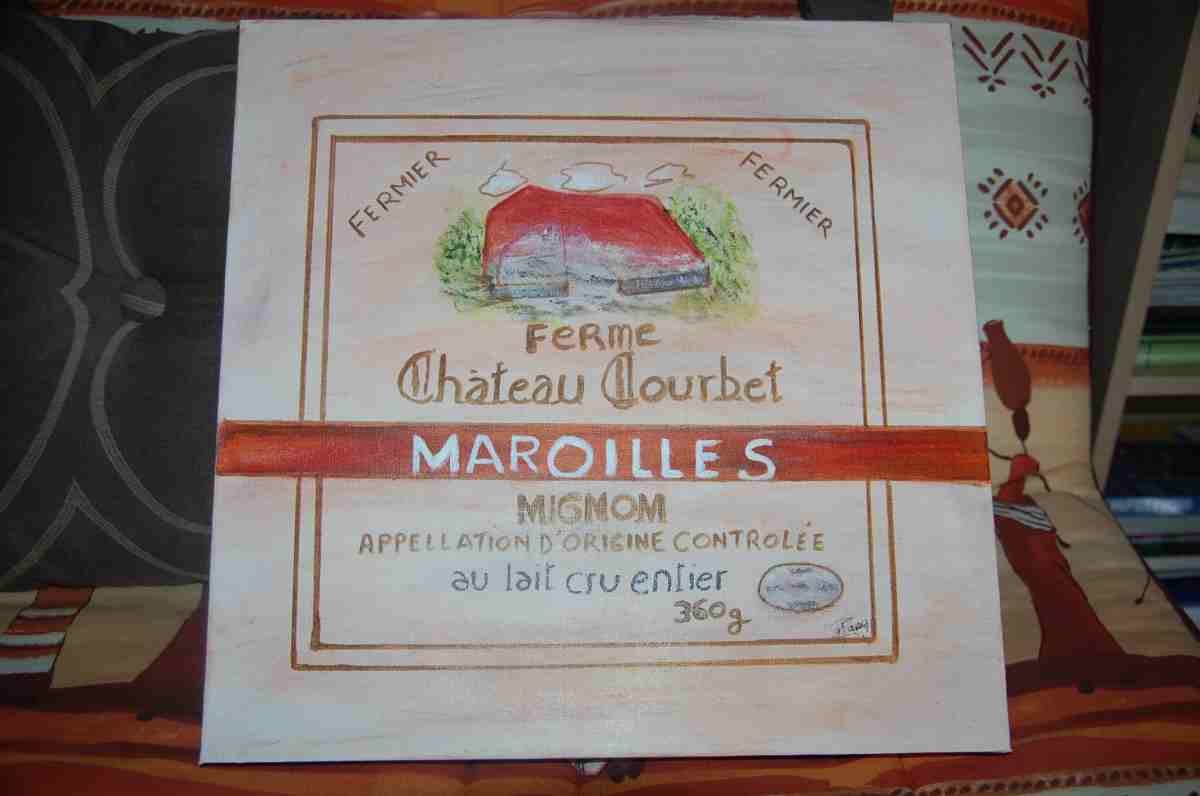 FERMIER
FERMIER
FERME
Château Courbet
MAROILLES
MIGNOM
APPELLATION D'ORIGINE CONTROLÉE
au lait cru entier
360g